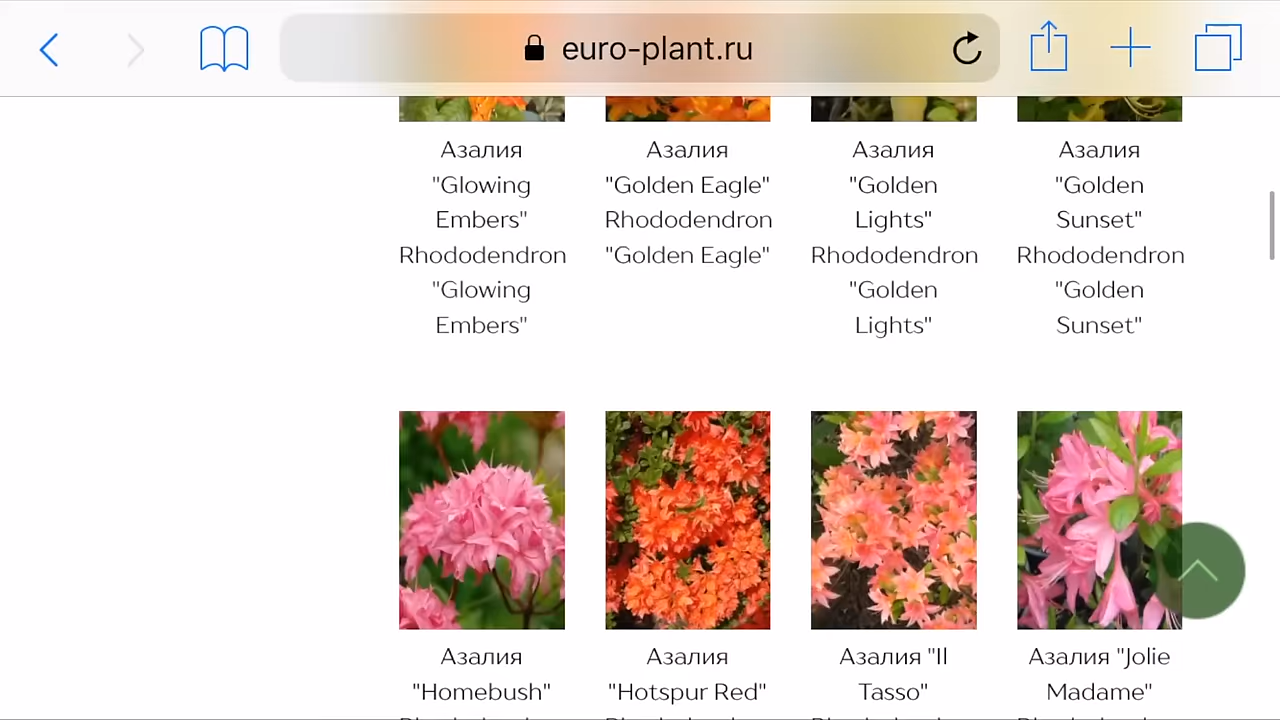 euro-plant.ru
Азалия
"Glowing
Embers"
Rhododendron
"Glowing
Embers"
Азалия
"Golden Eagle"
Rhododendron
"Golden Eagle"
Азалия
"Golden
Lights"
Rhododendron
"Golden
Lights"
Азалия
"Golden
Sunset"
Rhododendron
"Golden
Sunset"
Азалия
"Homebush"
Азалия
"Hotspur Red"
Азалия "Il
Tasso"
Азалия "Jolie
Madame"